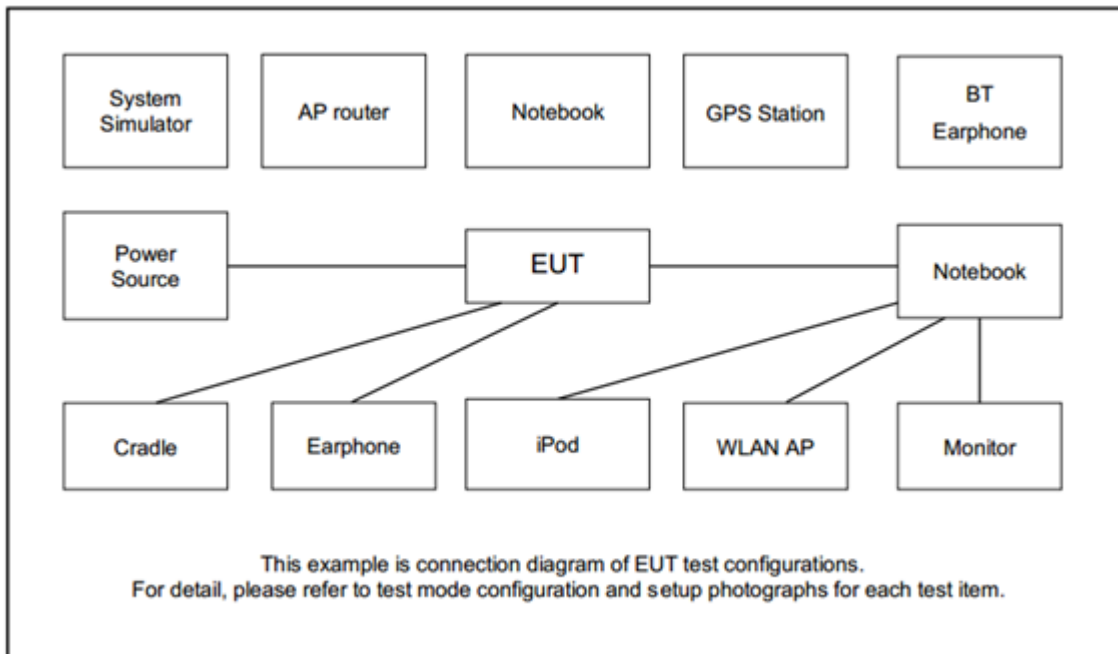 System
Simulator
AP router
Notebook
GPS Station
BT
Earphone
Power
Source
EUT
Notebook
Cradle
Earphone
iPod
WLAN AP
Monitor
This example is connection diagram of EUT test configurations.
For detail, please refer to test mode configuration and setup photographs for each test item.